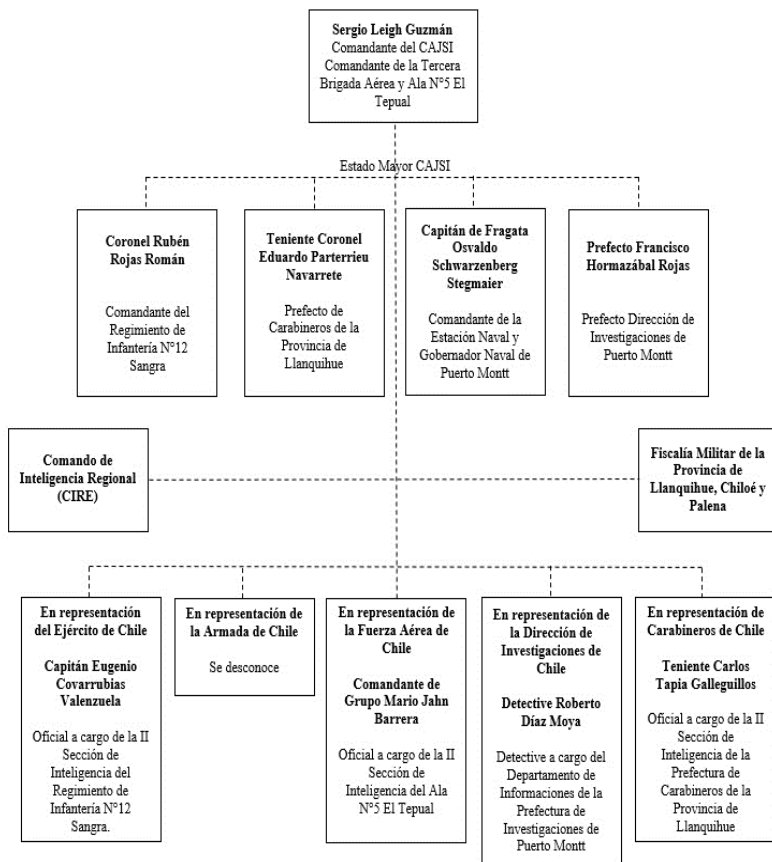 Sergio Leigh Guzmán
Comandante del CAJSI
Comandante de la Tercera
Brigada Aérea y Ala N°5 El
Tepual
Estado Mayor CAJSI
Coronel Rubén
Rojas Román
Comandante del
Regimiento de
Infantería N°12
Sangra
Teniente Coronel
Eduardo Parterrieu
Navarrete
Prefecto de
Carabineros de la
Provincia de
Llanquihue
Capitán de Fragata
Osvaldo
Schwarzenberg
Stegmaier
Comandante de la
Estación Naval y
Gobernador Naval de
Puerto Montt
Prefecto Francisco
Hormazábal Rojas
Prefecto Dirección de
Investigaciones de
Puerto Montt
Comando de
Inteligencia Regional
(CIRE)
Fiscalía Militar de la
Provincia de
Llanquihue, Chiloé y
Palena
En representación
del Ejército de Chile
Capitán Eugenio
Covarrubias
Valenzuela
Oficial a cargo de la II
Sección de
Inteligencia del
Regimiento de
Infantería N°12
Sangra.
En representación de
la Armada de Chile
Se desconoce
En representación de
la Fuerza Aérea de
Chile
Comandante de
Grupo Mario Jahn
Barrera
Oficial a cargo de la II
Sección de
Inteligencia del Ala
N°5 El Tepual
En representación de
la Dirección de
Investigaciones de
Chile
Detective Roberto
Díaz Moya
Detective a cargo del
Departamento de
Informaciones de la
Prefectura de
Investigaciones de
Puerto Montt
En representación de
Carabineros de Chile
Teniente Carlos
Tapia Galleguillos
Oficial a cargo de la II
Sección de
Inteligencia de la
Prefectura de
Carabineros de la
Provincia de
Llanquihue